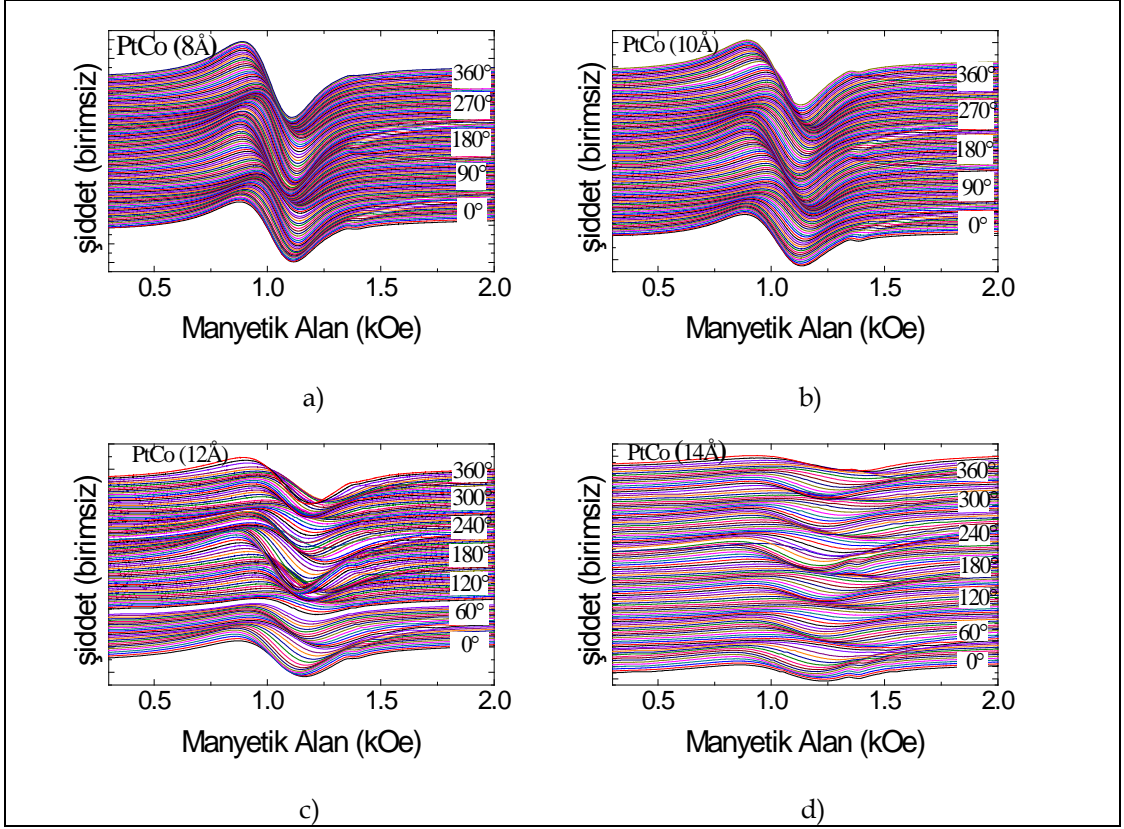 PtCo (8Å)
şiddet (birimsiz)
360°
270°
180°
90°
0°
0.5 1.0 1.5 2.0
Manyetik Alan (kOe)
a)
PtCo (10Å)
şiddet (birimsiz)
360°
270°
180°
90°
0°
0.5 1.0 1.5 2.0
Manyetik Alan (kOe)
b)
PtCo (12Å)
şiddet (birimsiz)
360°
300°
240°
180°
120°
60°
0°
0.5 1.0 1.5 2.0
Manyetik Alan (kOe)
c)
PtCo (14Å)
şiddet (birimsiz)
360°
300°
240°
180°
120°
60°
0°
0.5 1.0 1.5 2.0
Manyetik Alan (kOe)
d)